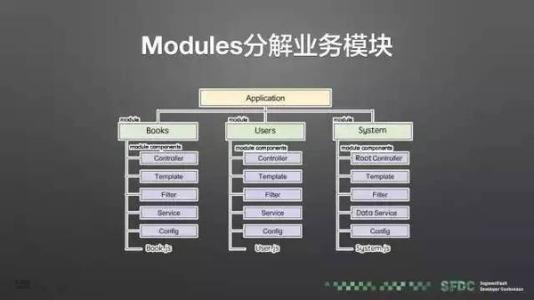 Modules分解业务模块
Application
module module module
Books Users System
module components module components module components
Controller Controller Root Controller
Template Template Template
Filter Filter Filter
Service Service Data Service
Config Config Config
Book.js User.js System.js
SFDC SegmentFault
Developer Conference